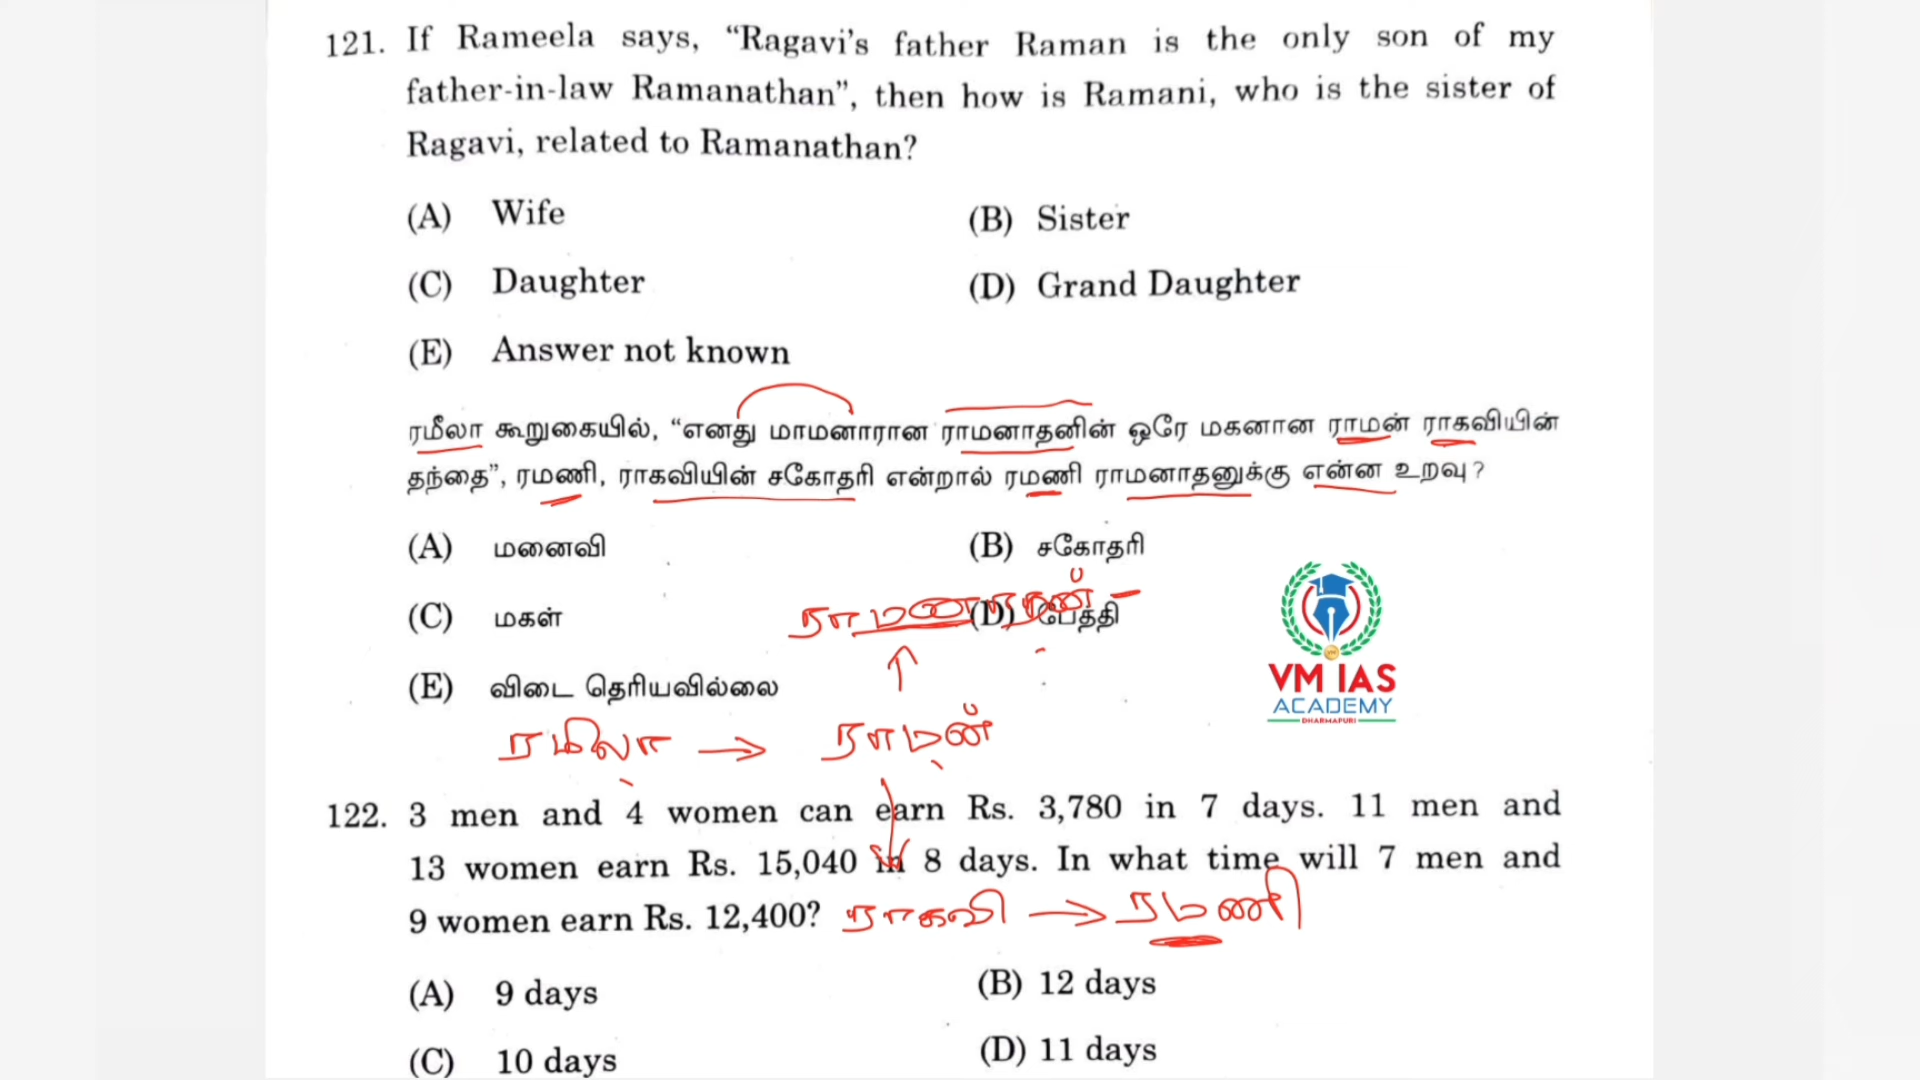 121. If Rameela says, “Ragavi’s father Raman is the only son of my
father-in-law Ramanathan”, then how is Ramani, who is the sister of
Ragavi, related to Ramanathan?
(A) Wife (B) Sister
(C) Daughter (D) Grand Daughter
(E) Answer not known
ரமீலா கூறுகையில், “எனது மாமனாரான ராமனாதனின் ஒரே மகனான ராமன் ராகவியின்
தந்தை”, ரமணி, ராகவியின் சகோதரி என்றால் ரமணி ராமனாதனுக்கு என்ன உறவு?
(A) மனைவி (B) சகோதரி
(C) மகள் (D) பேத்தி
ராமனாதன்
(E) விடை தெரியவில்லை
VM IAS
ACADEMY
DHARMAPURI
ரமிலா → ராமன்
122. 3 men and 4 women can earn Rs. 3,780 in 7 days. 11 men and
13 women earn Rs. 15,040 in 8 days. In what time will 7 men and
9 women earn Rs. 12,400?
ராகவி → ரமணி
(A) 9 days (B) 12 days
(C) 10 days (D) 11 days